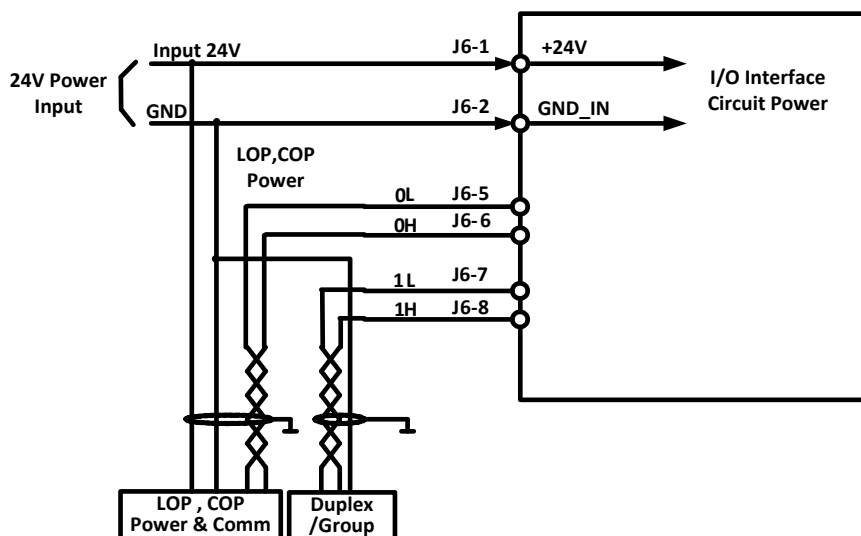 Input 24V
J6-1
+24V
24V Power
Input
I/O Interface
Circuit Power
GND
J6-2
GND_IN
LOP,COP
Power
0L
J6-5
0H
J6-6
1L
J6-7
1H
J6-8
LOP , COP
Power & Comm
Duplex
/Group